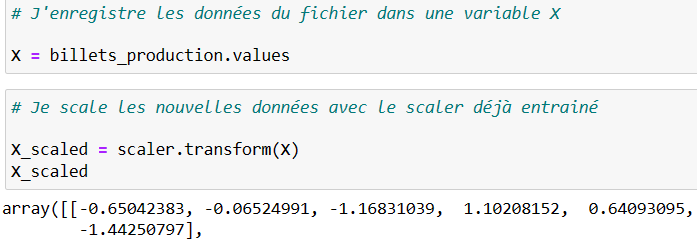 # J'enregistre les données du fichier dans une variable X
X = billets_production.values
# Je scale les nouvelles données avec le scaler déjà entrainé
X_scaled = scaler.transform(X)
X_scaled
array([[-0.65042383, -0.06524991, -1.16831039,  1.10208152,  0.64093095,
-1.44250797],